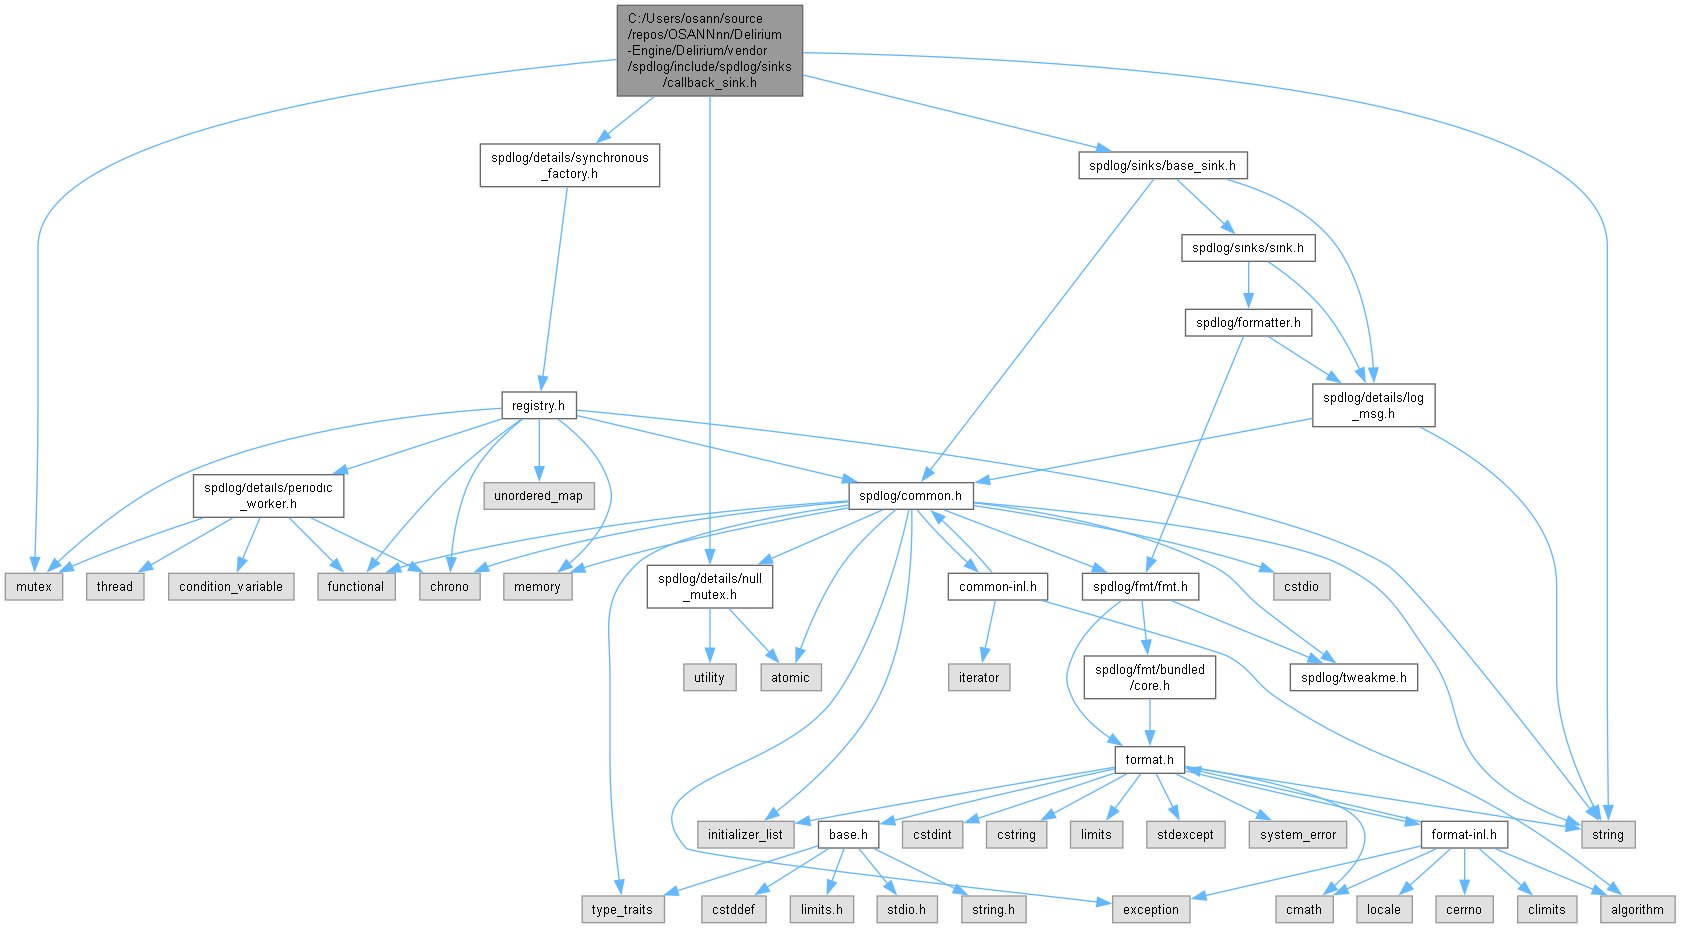 C:/Users/osann/source
/repos/OSANNnn/Delirium
-Engine/Delirium/vendor
/spdlog/include/spdlog/sinks
/callback_sink.h
spdlog/details/synchronous
_factory.h
spdlog/sinks/base_sink.h
spdlog/sinks/sink.h
spdlog/formatter.h
spdlog/details/log
_msg.h
registry.h
spdlog/details/periodic
_worker.h
unordered_map
spdlog/common.h
mutex
thread
condition_variable
functional
chrono
memory
spdlog/details/null
_mutex.h
common-inl.h
spdlog/fmt/fmt.h
cstdio
utility
atomic
iterator
spdlog/fmt/bundled
/core.h
spdlog/tweakme.h
format.h
initializer_list
base.h
cstdint
cstring
limits
stdexcept
system_error
format-inl.h
string
type_traits
cstddef
limits.h
stdio.h
string.h
exception
cmath
locale
cerrno
climits
algorithm